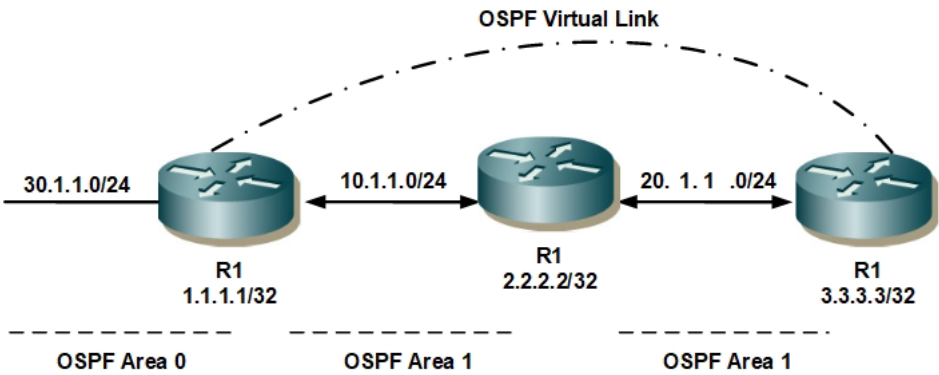 OSPF Virtual Link
30.1.1.0/24
10.1.1.0/24
20. 1. 1 .0/24
R1
1.1.1.1/32
R1
2.2.2.2/32
R1
3.3.3.3/32
OSPF Area 0
OSPF Area 1
OSPF Area 1